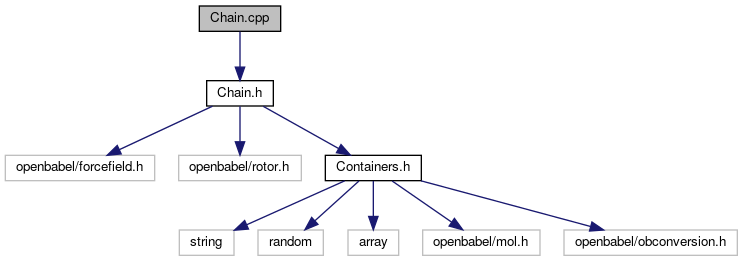 Chain.cpp
Chain.h
openbabel/forcefield.h
openbabel/rotor.h
Containers.h
string
random
array
openbabel/mol.h
openbabel/obconversion.h